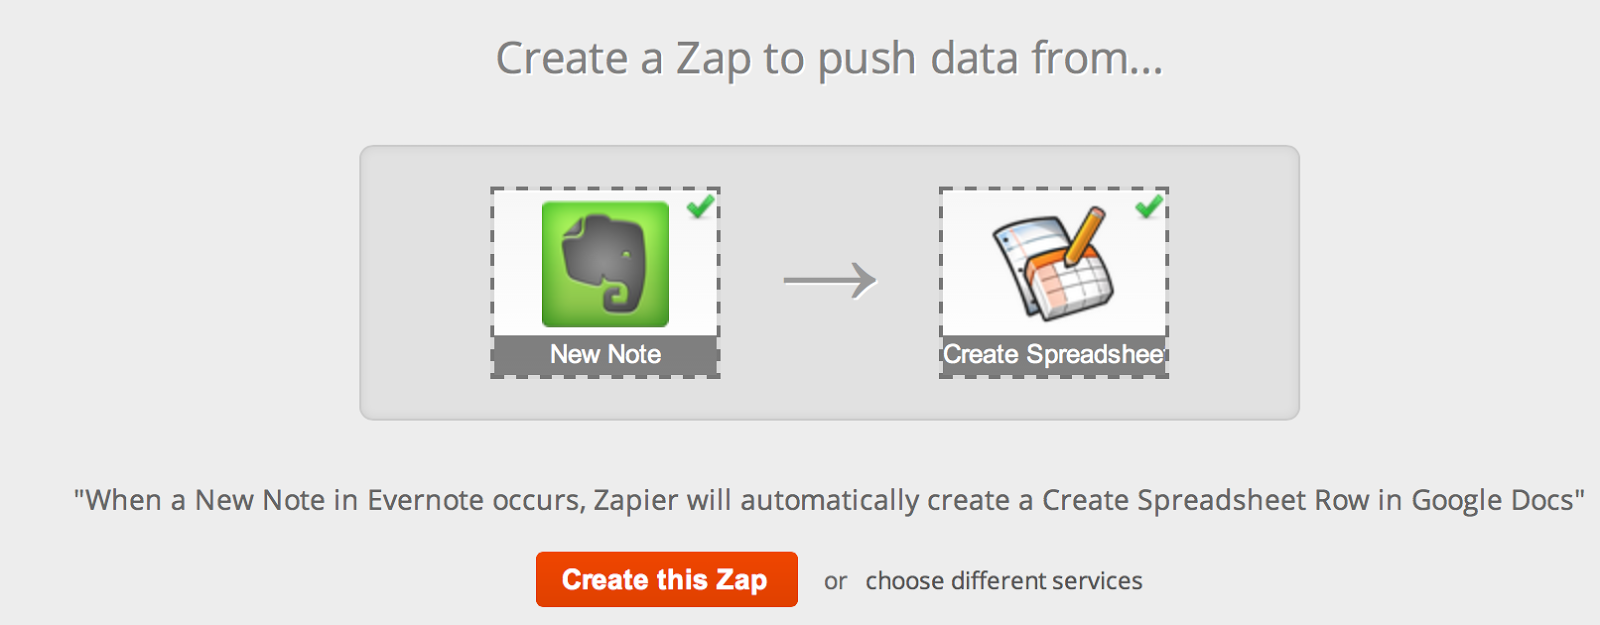 Create a Zap to push data from...
New Note
Create Spreadshee
"When a New Note in Evernote occurs, Zapier will automatically create a Create Spreadsheet Row in Google Docs"
Create this Zap or choose different services